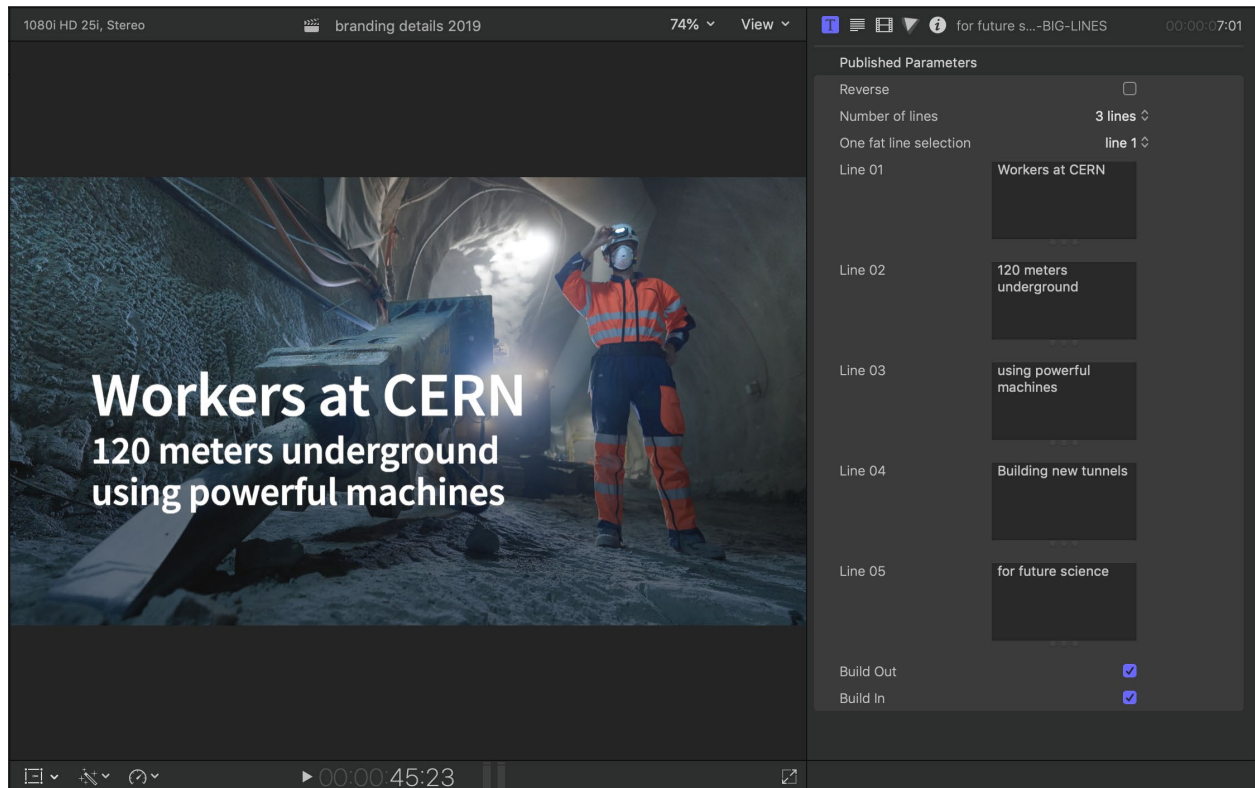 1080i HD 25i, Stereo
branding details 2019
74%
View
for future s...-BIG-LINES
00:00:07:01
Published Parameters
Reverse
Number of lines 3 lines
One fat line selection line 1
Line 01 Workers at CERN
Line 02 120 meters
underground
Line 03 using powerful
machines
Line 04 Building new tunnels
Line 05 for future science
Build Out
Build In
Workers at CERN
120 meters underground
using powerful machines
00:00:45:23